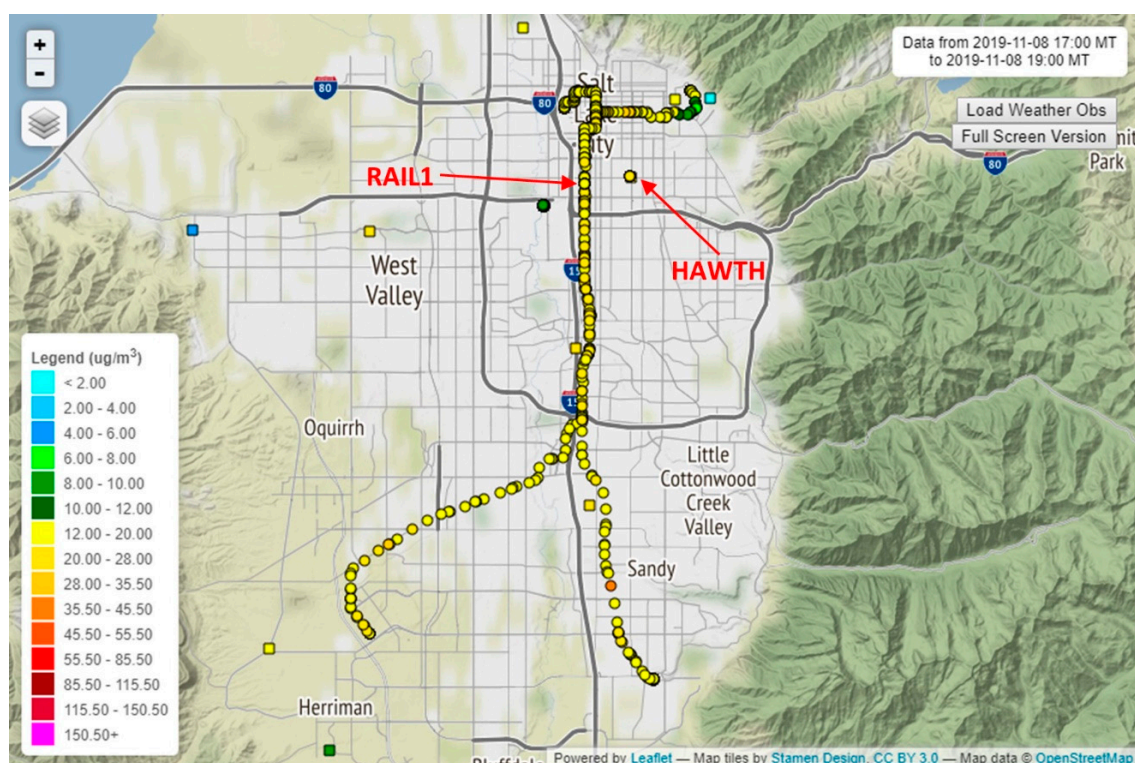 +
-
Data from 2019-11-08 17:00 MT
to 2019-11-08 19:00 MT
Load Weather Obs
Full Screen Version
80
80
80
Salt
Lake
City
Park
RAIL1
HAWTH
15
West
Valley
15
Legend (ug/m3)
< 2.00
2.00 - 4.00
4.00 - 6.00
6.00 - 8.00
8.00 - 10.00
10.00 - 12.00
12.00 - 20.00
20.00 - 28.00
28.00 - 35.50
35.50 - 45.50
45.50 - 55.50
55.50 - 85.50
85.50 - 115.50
115.50 - 150.50
150.50+
Oquirrh
Little
Cottonwood
Creek
Valley
Sandy
Herriman
Powered by Leaflet — Map tiles by Stamen Design, CC BY 3.0 — Map data © OpenStreetMap